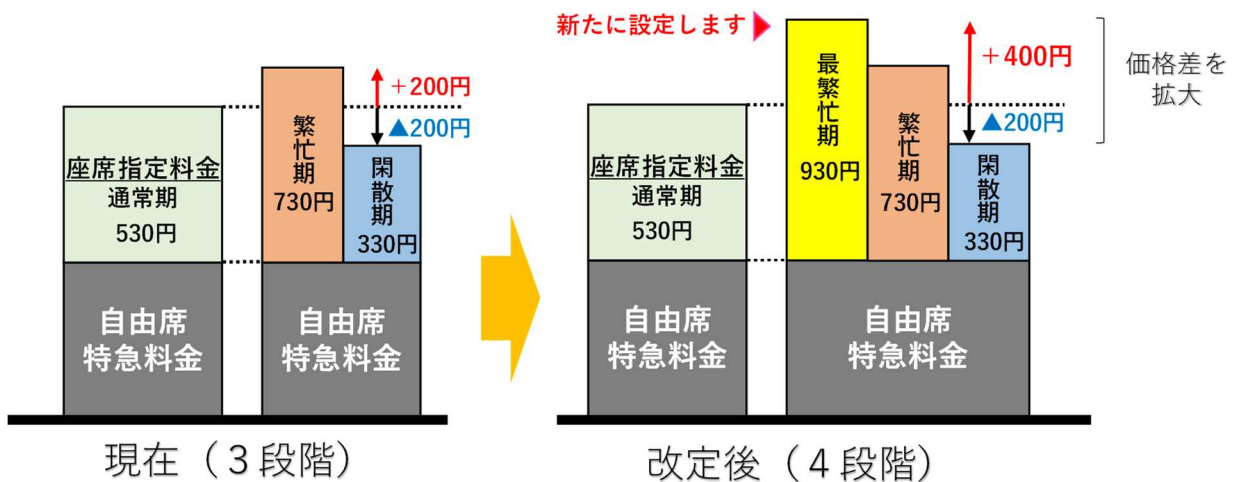 ＋200円
▲200円
座席指定料金
通常期
530円
繁忙期
730円
閑散期
330円
自由席
特急料金
自由席
特急料金
現在（３段階）
新たに設定します▶
＋400円
▲200円
価格差を
拡大
座席指定料金
通常期
530円
最繁忙期
930円
繁忙期
730円
閑散期
330円
自由席
特急料金
自由席
特急料金
改定後（４段階）